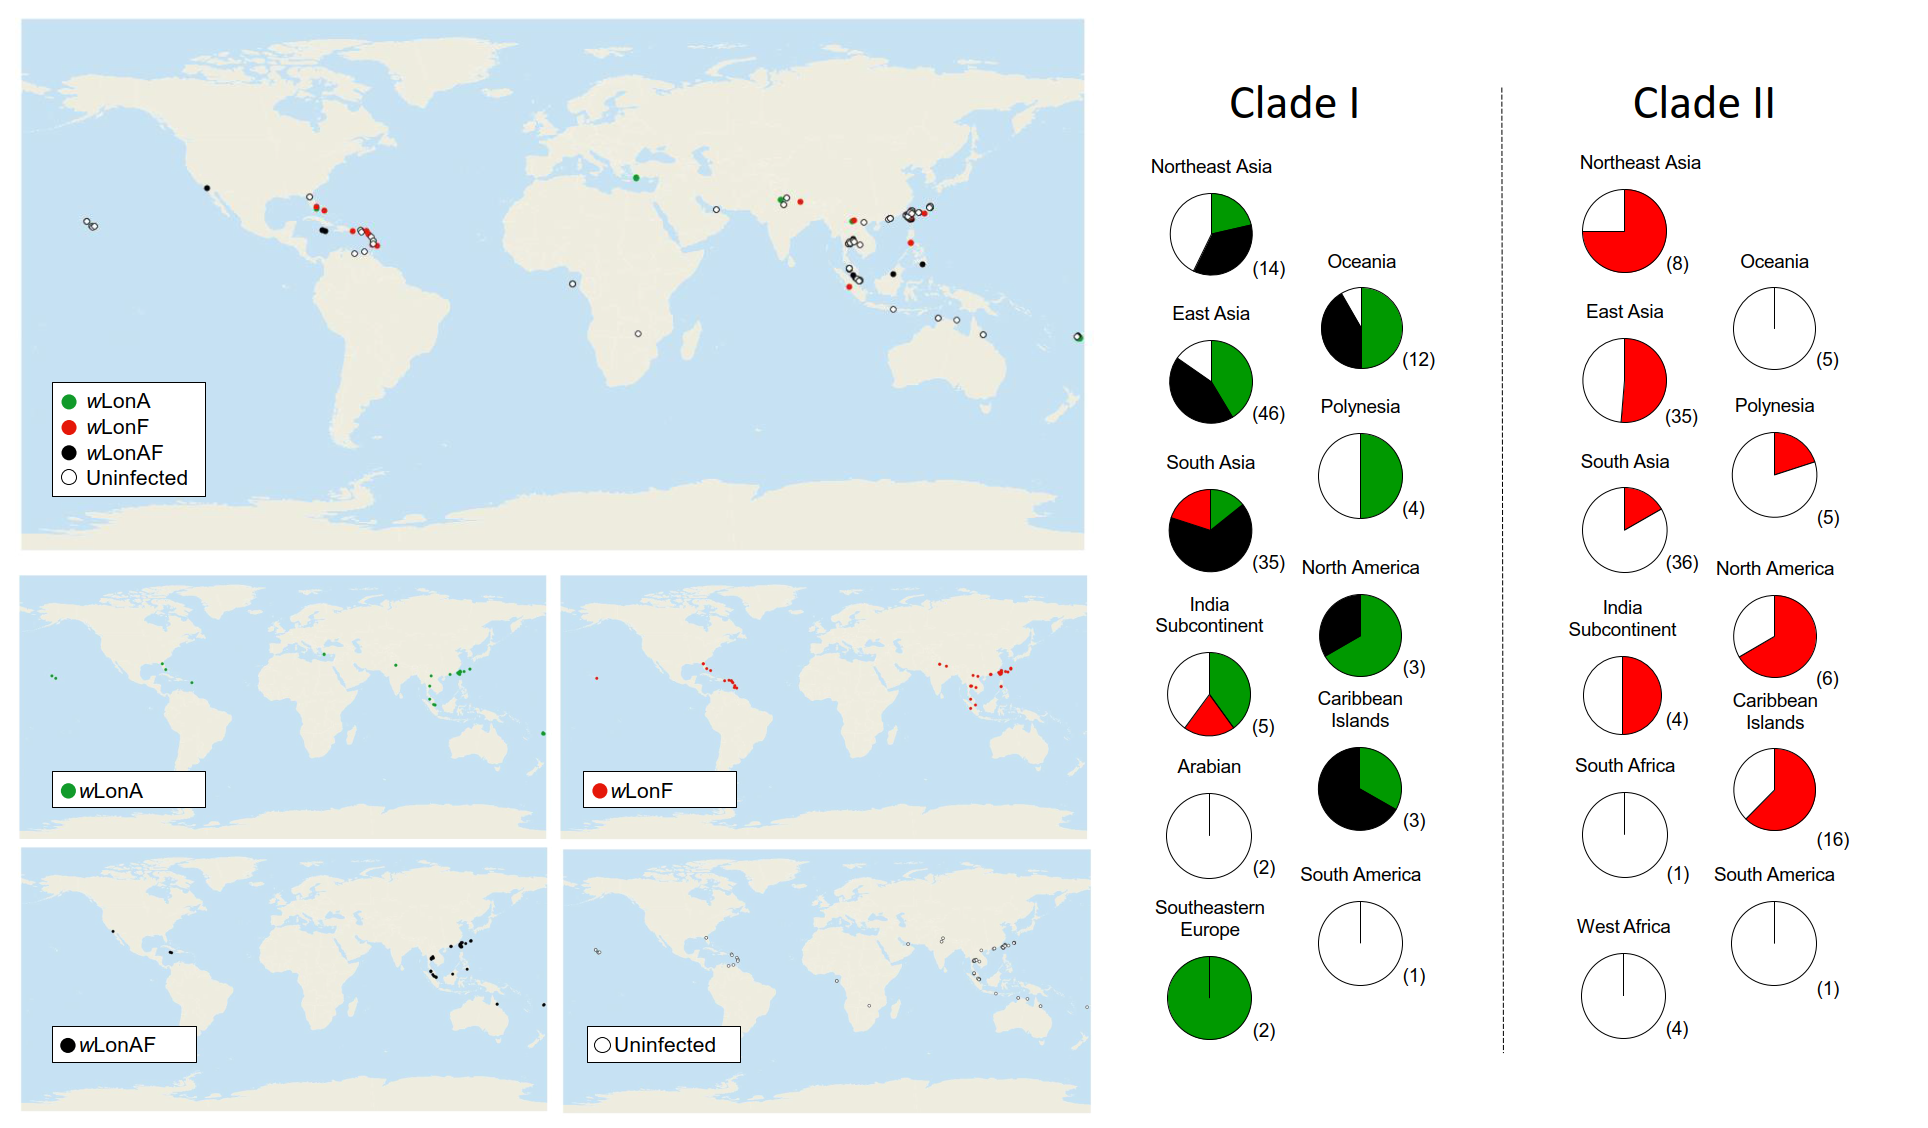 wLonA
wLonF
wLonAF
Uninfected
wLonA
wLonF
wLonAF
Uninfected
Clade I
Northeast Asia
(14)
Oceania
(12)
East Asia
(46)
Polynesia
(4)
South Asia
(35)
North America
(3)
India
Subcontinent
(5)
Caribbean
Islands
(3)
Arabian
(2)
South America
(1)
Southeastern
Europe
(2)
Clade II
Northeast Asia
(8)
Oceania
(5)
East Asia
(35)
Polynesia
(5)
South Asia
(36)
North America
(6)
India
Subcontinent
(4)
Caribbean
Islands
(16)
South Africa
(1)
South America
(1)
West Africa
(4)